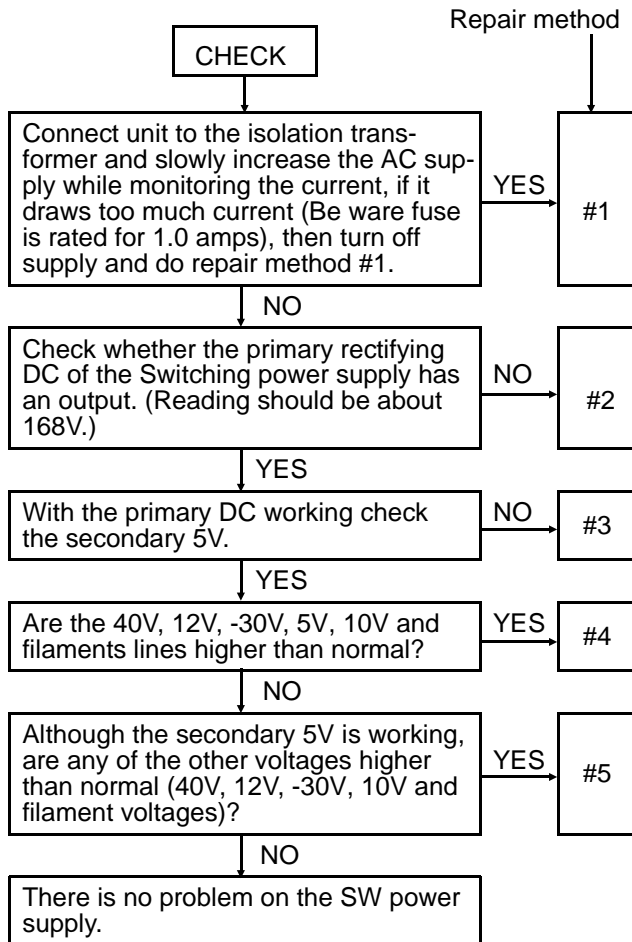 Repair method
CHECK
Connect unit to the isolation trans-
former and slowly increase the AC sup-
ply while monitoring the current, if it
draws too much current (Be ware fuse
is rated for 1.0 amps), then turn off
supply and do repair method #1.
YES
#1
NO
Check whether the primary rectifying
DC of the Switching power supply has
an output. (Reading should be about
168V.)
NO
#2
YES
With the primary DC working check
the secondary 5V.
NO
#3
YES
Are the 40V, 12V, -30V, 5V, 10V and
filaments lines higher than normal?
YES
#4
NO
Although the secondary 5V is working,
are any of the other voltages higher
than normal (40V, 12V, -30V, 10V and
filament voltages)?
YES
#5
NO
There is no problem on the SW power
supply.